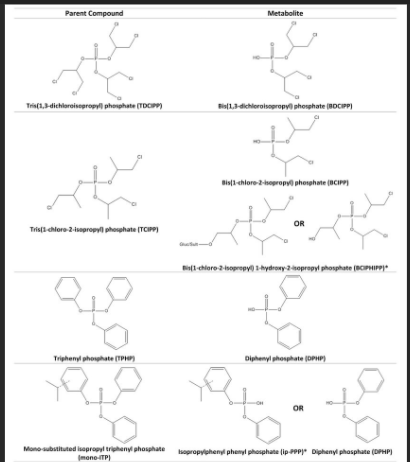 Parent Compound Metabolite
Tris(1,3-dichloroisopropyl) phosphate (TDCIPP) Bis(1,3-dichloroisopropyl) phosphate (BDCIPP)
Bis(1-chloro-2-isopropyl) phosphate (BCIPP)
Tris(1-chloro-2-isopropyl) phosphate (TCIPP)
OR
Bis(1-chloro-2-isopropyl) 1-hydroxy-2-isopropyl phosphate (BCIPHIPP)*
Triphenyl phosphate (TPHP) Diphenyl phosphate (DPHP)
OR
Mono-substituted isopropyl triphenyl phosphate Isopropylphenyl phenyl phosphate (ip-PPP)* Diphenyl phosphate (DPHP)
(mono-ITP)